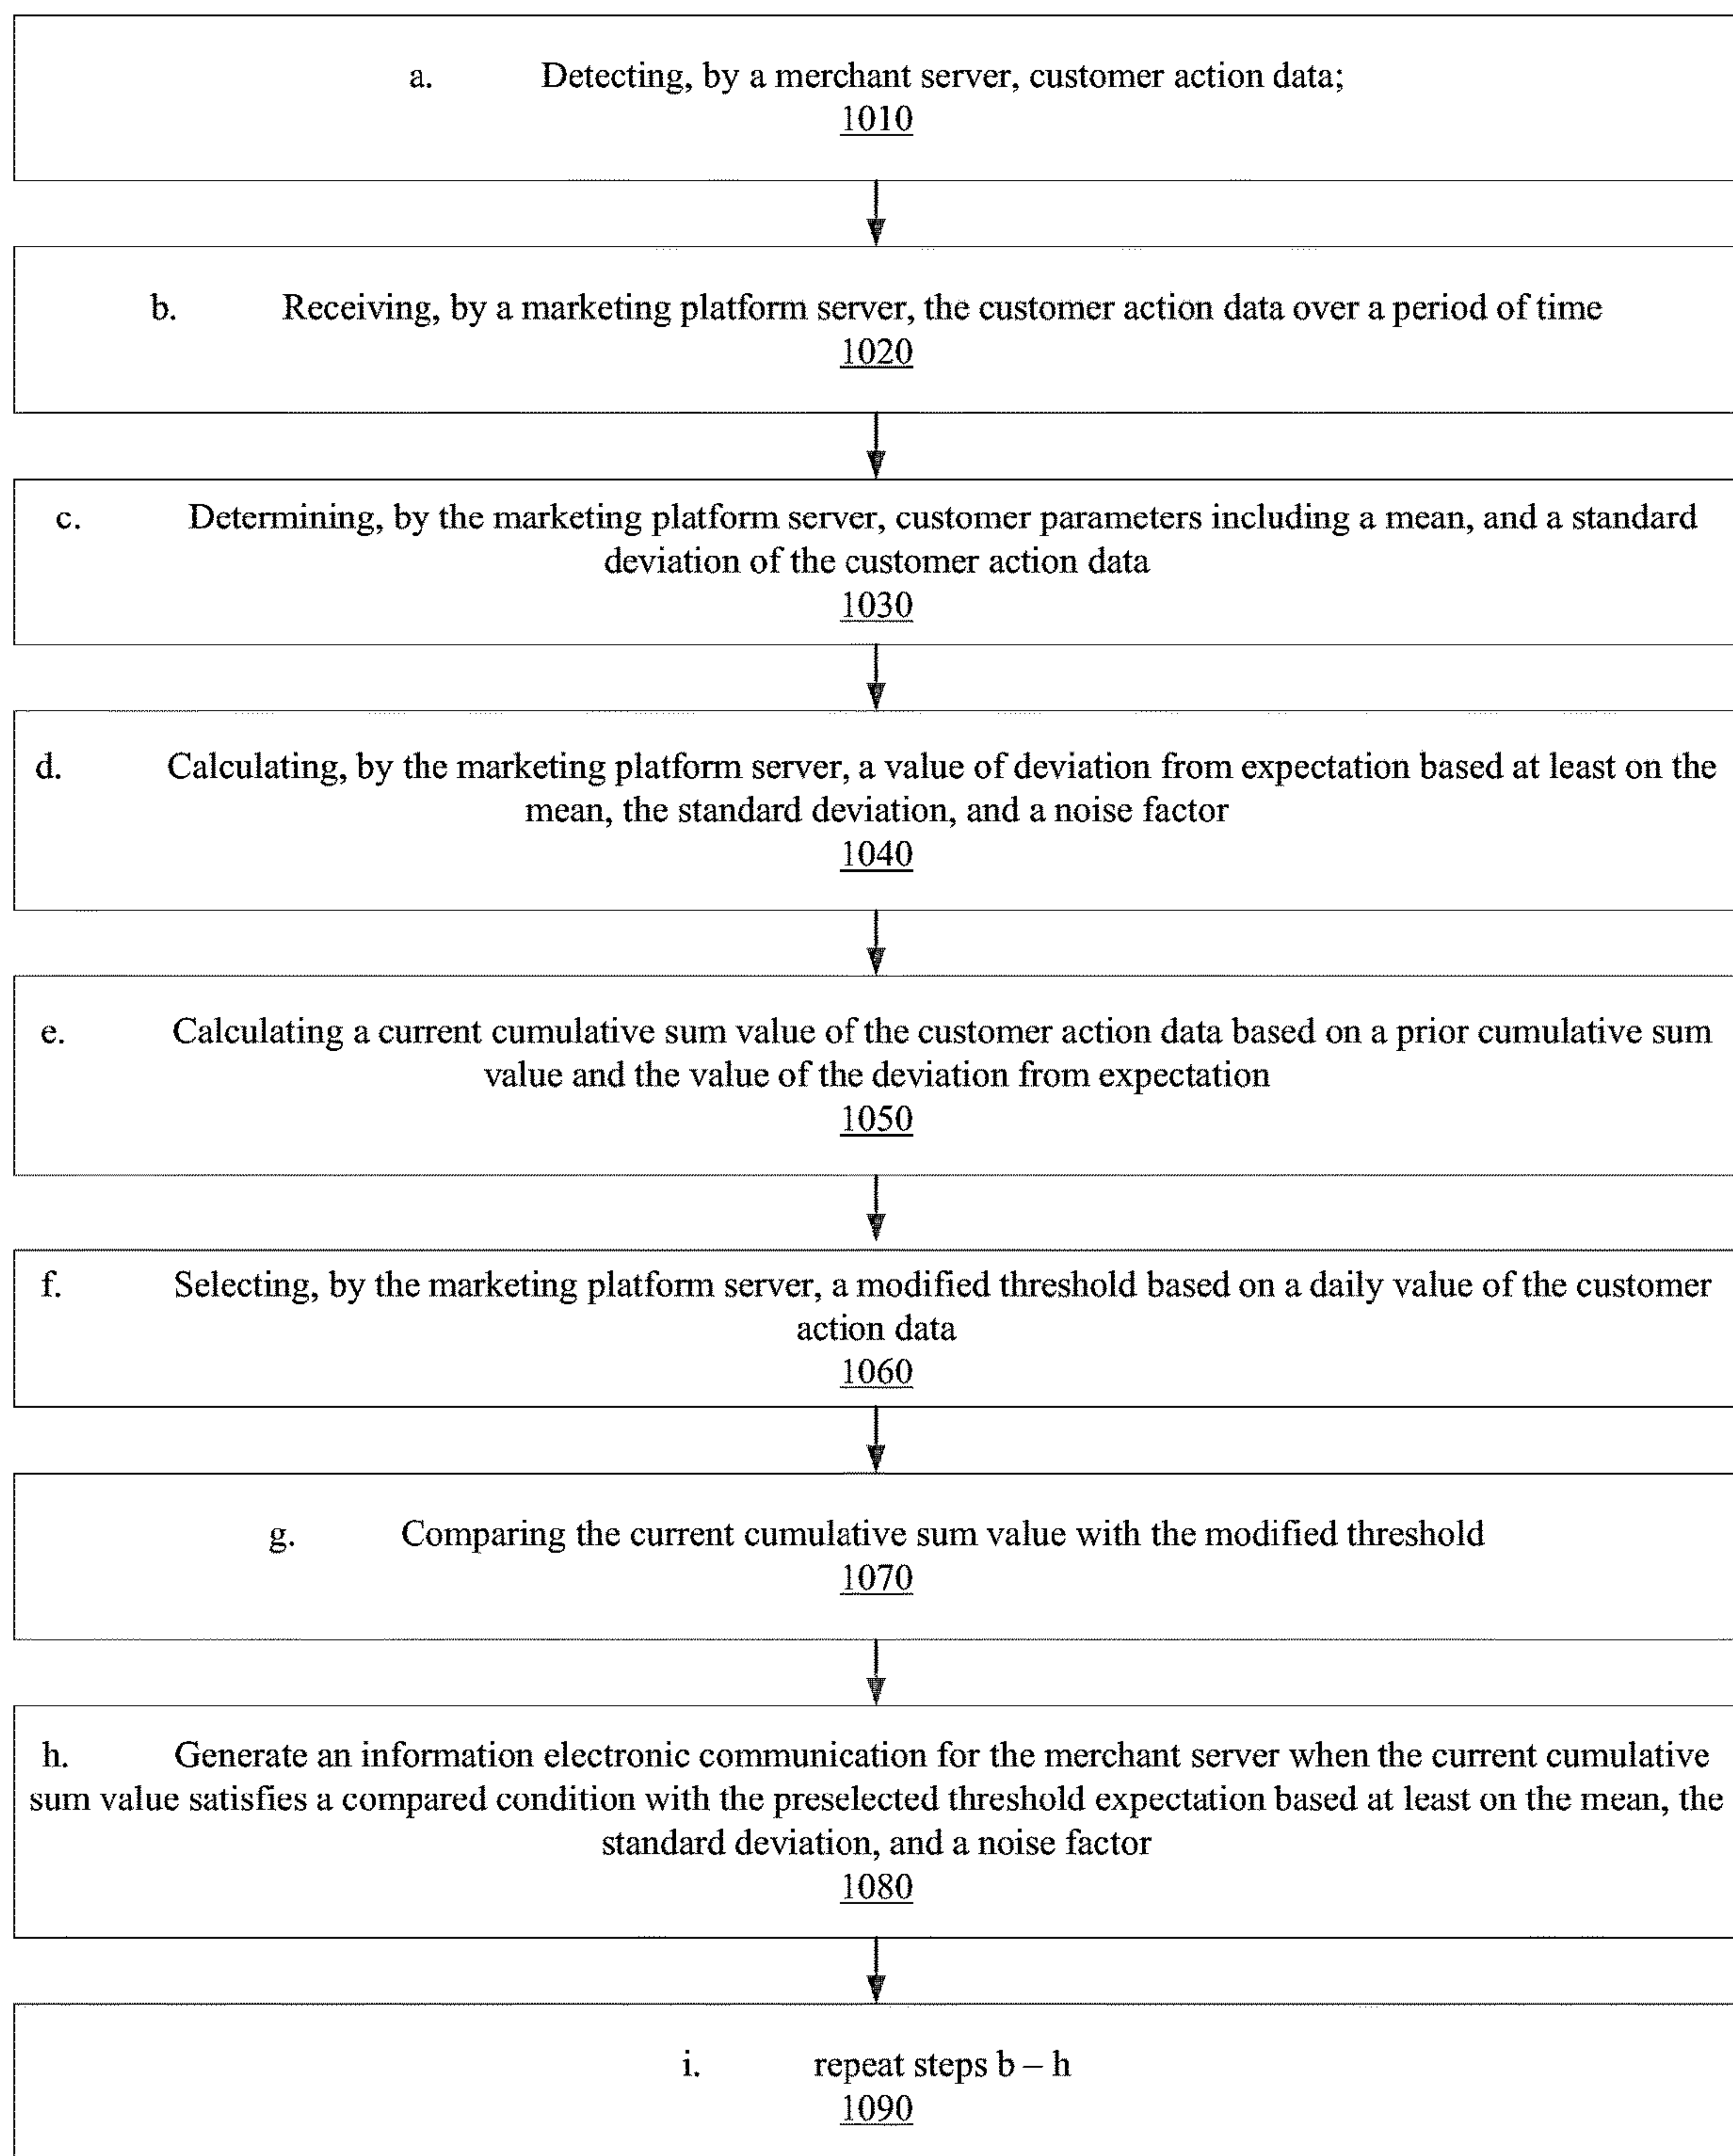 a. Detecting, by a merchant server, customer action data;
1010
b. Receiving, by a marketing platform server, the customer action data over a period of time
1020
c. Determining, by the marketing platform server, customer parameters including a mean, and a standard
deviation of the customer action data
1030
d. Calculating, by the marketing platform server, a value of deviation from expectation based at least on the
mean, the standard deviation, and a noise factor
1040
e. Calculating a current cumulative sum value of the customer action data based on a prior cumulative sum
value and the value of the deviation from expectation
1050
f. Selecting, by the marketing platform server, a modified threshold based on a daily value of the customer
action data
1060
g. Comparing the current cumulative sum value with the modified threshold
1070
h. Generate an information electronic communication for the merchant server when the current cumulative
sum value satisfies a compared condition with the preselected threshold expectation based at least on the mean, the
standard deviation, and a noise factor
1080
i. repeat steps b – h
1090